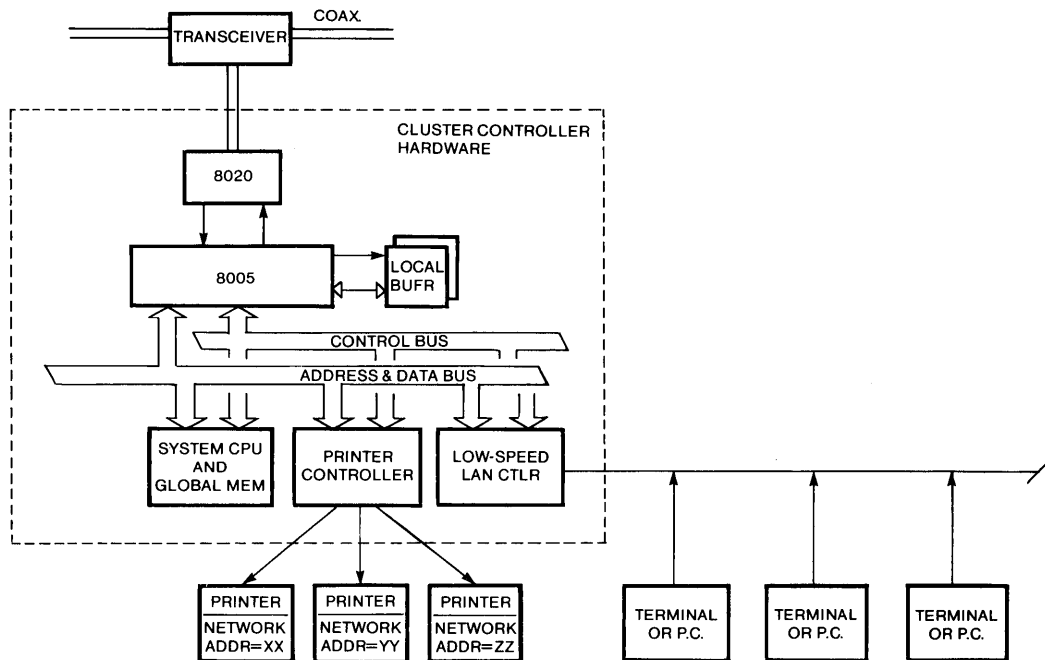 COAX.
TRANSCEIVER
CLUSTER CONTROLLER
HARDWARE
8020
8005
LOCAL
BUFR
CONTROL BUS
ADDRESS & DATA BUS
SYSTEM CPU
AND
GLOBAL MEM
PRINTER
CONTROLLER
LOW-SPEED
LAN CTLR
PRINTER
NETWORK
ADDR=XX
PRINTER
NETWORK
ADDR=YY
PRINTER
NETWORK
ADDR=ZZ
TERMINAL
OR P.C.
TERMINAL
OR P.C.
TERMINAL
OR P.C.